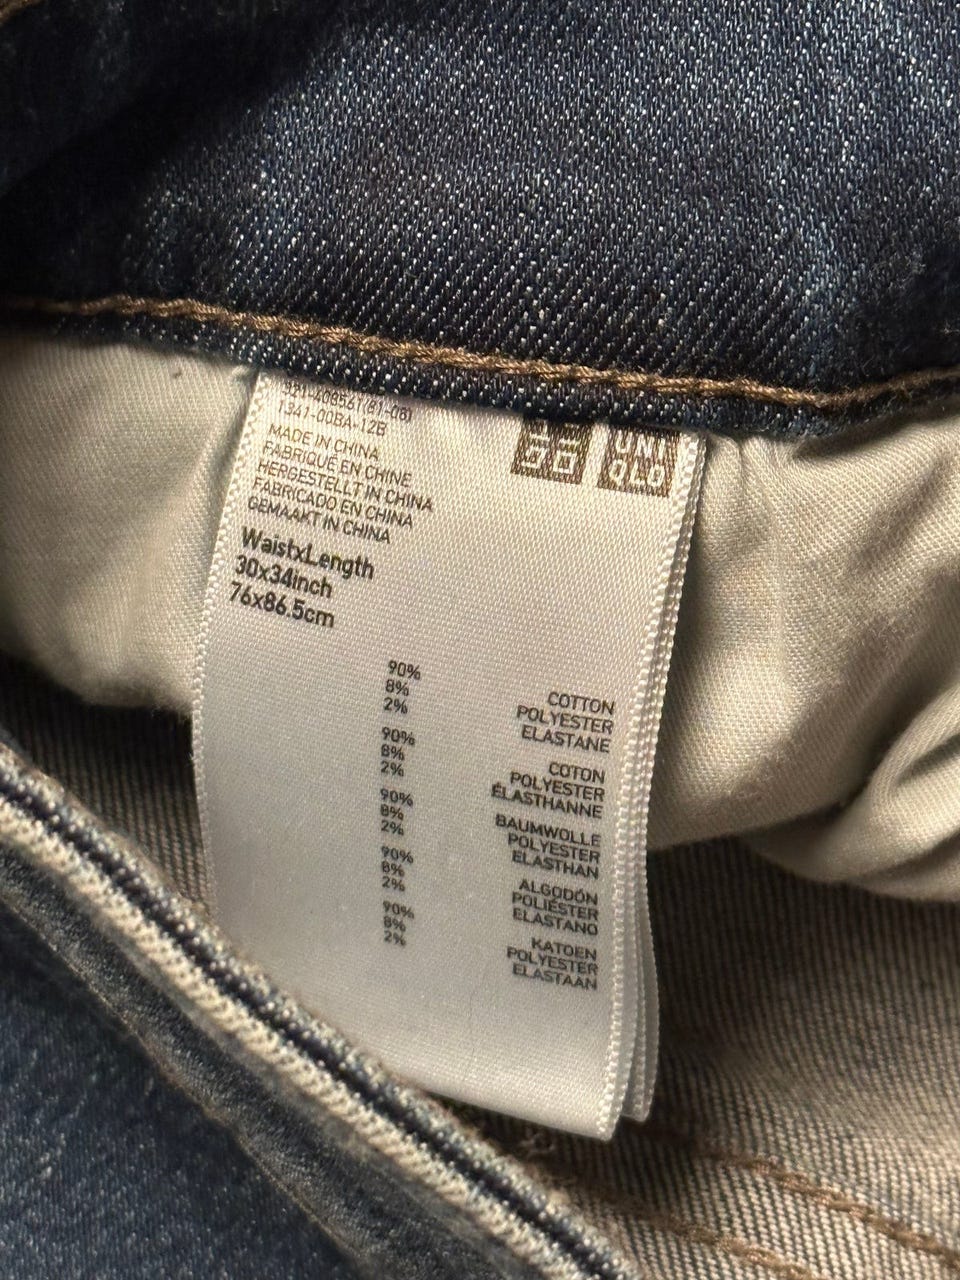 1341-00BA-12B
MADE IN CHINA
FABRIQUÉ EN CHINE
HERGESTELLT IN CHINA
FABRICADO EN CHINA
GEMAAKT IN CHINA
WaistxLength
30x34inch
76x86.5cm
UNI
QLO
90% COTTON
8% POLYESTER
2% ELASTANE
90% COTON
8% POLYESTER
2% ÉLASTHANNE
90% BAUMWOLLE
8% POLYESTER
2% ELASTHAN
90% ALGODÓN
8% POLIÉSTER
2% ELASTANO
90% KATOEN
8% POLYESTER
2% ELASTAAN